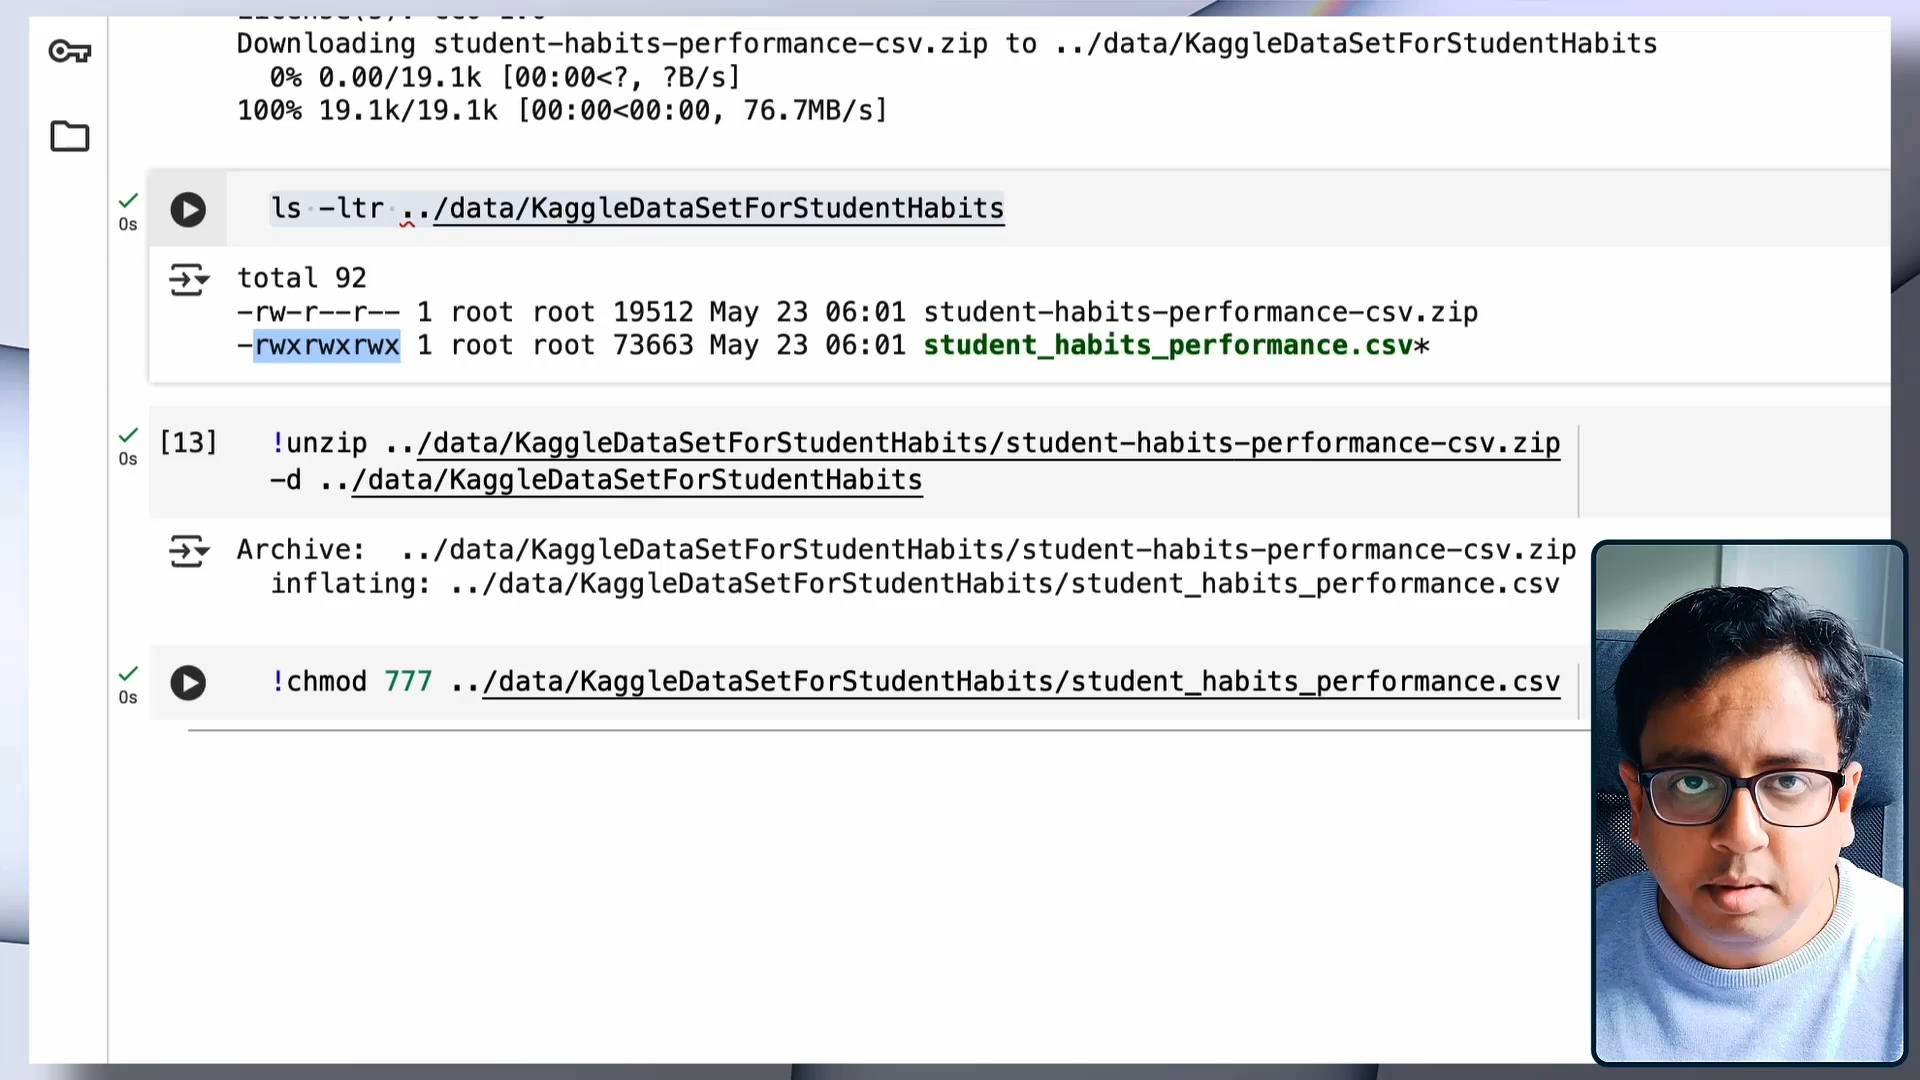 Downloading student-habits-performance-csv.zip to ../data/KaggleDataSetForStudentHabits
0% 0.00/19.1k [00:00<?, ?B/s]
100% 19.1k/19.1k [00:00<00:00, 76.7MB/s]
0s
ls -ltr ../data/KaggleDataSetForStudentHabits
total 92
-rw-r--r-- 1 root root 19512 May 23 06:01 student-habits-performance-csv.zip
-rwxrwxrwx 1 root root 73663 May 23 06:01 student_habits_performance.csv*
0s
[13] !unzip ../data/KaggleDataSetForStudentHabits/student-habits-performance-csv.zip
-d ../data/KaggleDataSetForStudentHabits
Archive: ../data/KaggleDataSetForStudentHabits/student-habits-performance-csv.zip
inflating: ../data/KaggleDataSetForStudentHabits/student_habits_performance.csv
0s
!chmod 777 ../data/KaggleDataSetForStudentHabits/student_habits_performance.csv